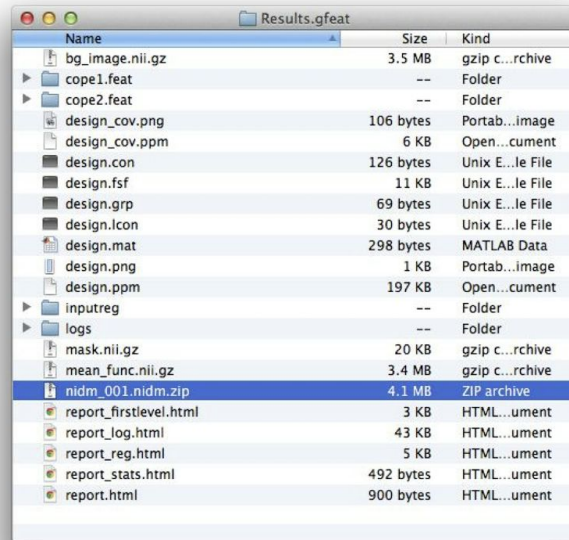 Results.gfeat
Name Size Kind
bg_image.nii.gz 3.5 MB gzip c...rchive
cope1.feat -- Folder
cope2.feat -- Folder
design_cov.png 106 bytes Portab...image
design_cov.ppm 6 KB Open...cument
design.con 126 bytes Unix E...le File
design.fsf 11 KB Unix E...le File
design.grp 69 bytes Unix E...le File
design.lcon 30 bytes Unix E...le File
design.mat 298 bytes MATLAB Data
design.png 1 KB Portab...image
design.ppm 197 KB Open...cument
inputreg -- Folder
logs -- Folder
mask.nii.gz 20 KB gzip c...rchive
mean_func.nii.gz 3.4 MB gzip c...rchive
nidm_001.nidm.zip 4.1 MB ZIP archive
report_firstlevel.html 3 KB HTML...ument
report_log.html 43 KB HTML...ument
report_reg.html 5 KB HTML...ument
report_stats.html 492 bytes HTML...ument
report.html 900 bytes HTML...ument